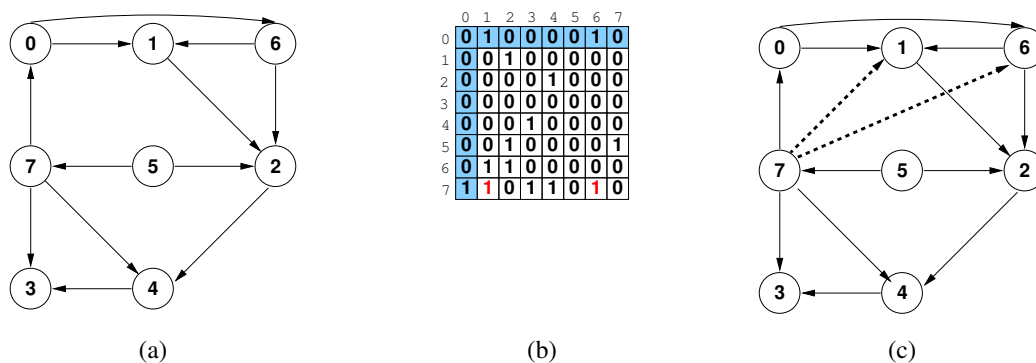 0 1 6
7 5 2
3 4
(a)
0 1 2 3 4 5 6 7
0 0 1 0 0 0 0 1 0
1 0 0 1 0 0 0 0 0
2 0 0 0 0 1 0 0 0
3 0 0 0 0 0 0 0 0
4 0 0 0 1 0 0 0 0
5 0 0 1 0 0 0 0 1
6 0 1 1 0 0 0 0 0
7 1 1 0 1 1 0 1 0
(b)
0 1 6
7 5 2
3 4
(c)